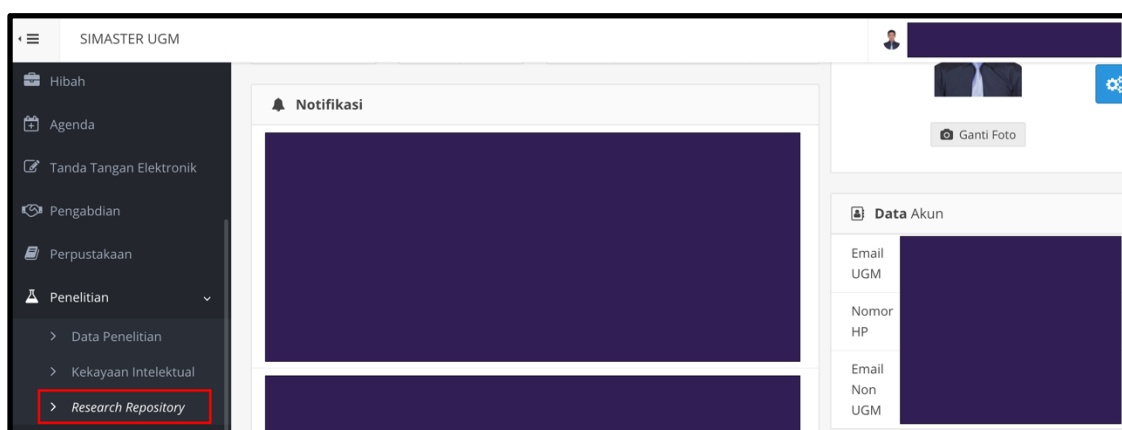 SIMASTER UGM
Hibah
Agenda
Tanda Tangan Elektronik
Pengabdian
Perpustakaan
Penelitian
Data Penelitian
Kekayaan Intelektual
Research Repository
Notifikasi
Ganti Foto
Data Akun
Email
UGM
Nomor
HP
Email
Non
UGM